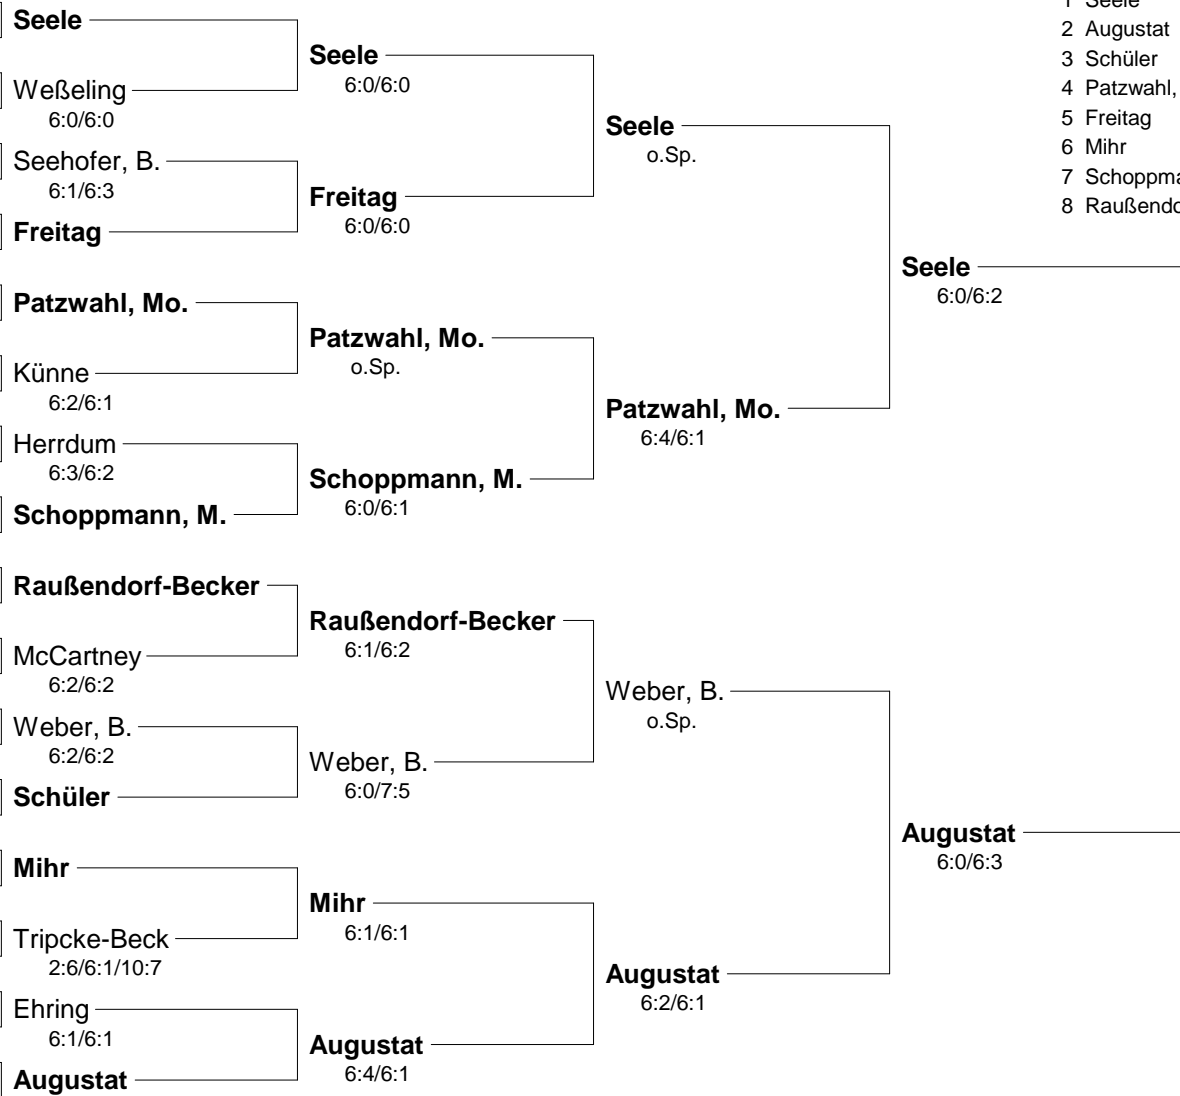 Seele
Weßeling
6:0/6:0
Seehofer, B.
6:1/6:3
Freitag
Patzwahl, Mo.
Künne
6:2/6:1
Herrdum
6:3/6:2
Schoppmann, M.
Raußendorf-Becker
McCartney
6:2/6:2
Weber, B.
6:2/6:2
Schüler
Mihr
Tripcke-Beck
2:6/6:1/10:7
Ehring
6:1/6:1
Augustat
Seele
6:0/6:0
Freitag
6:0/6:0
Patzwahl, Mo.
o.Sp.
Schoppmann, M.
6:0/6:1
Raußendorf-Becker
6:1/6:2
Weber, B.
6:0/7:5
Mihr
6:1/6:1
Augustat
6:4/6:1
Seele
o.Sp.
Patzwahl, Mo.
6:4/6:1
Weber, B.
o.Sp.
Augustat
6:2/6:1
Seele
6:0/6:2
Augustat
6:0/6:3
1 Seele
2 Augustat
3 Schüler
4 Patzwahl,
5 Freitag
6 Mihr
7
8